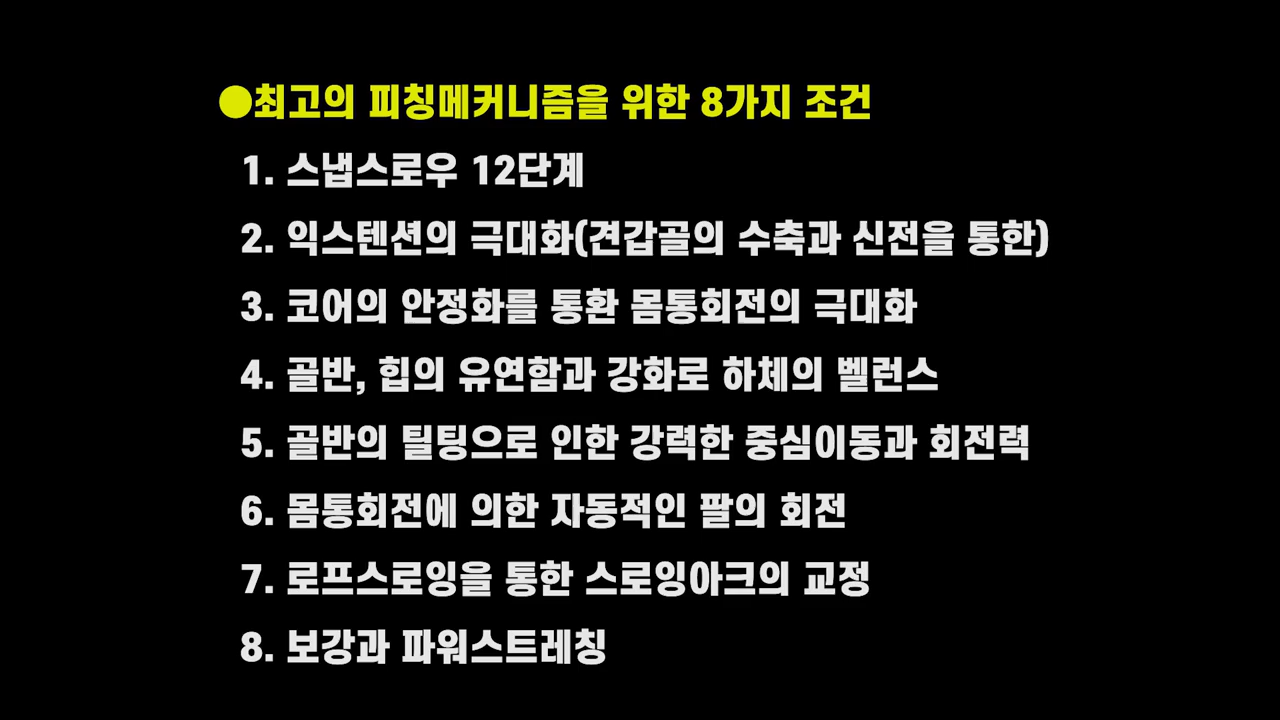 ●최고의 피칭메커니즘을 위한 8가지 조건
1. 스냅스로우 12단계
2. 익스텐션의 극대화(견갑골의 수축과 신전을 통한)
3. 코어의 안정화를 통환 몸통회전의 극대화
4. 골반, 힙의 유연함과 강화로 하체의 벨런스
5. 골반의 틸팅으로 인한 강력한 중심이동과 회전력
6. 몸통회전에 의한 자동적인 팔의 회전
7. 로프스로잉을 통한 스로잉아크의 교정
8. 보강과 파워스트레칭